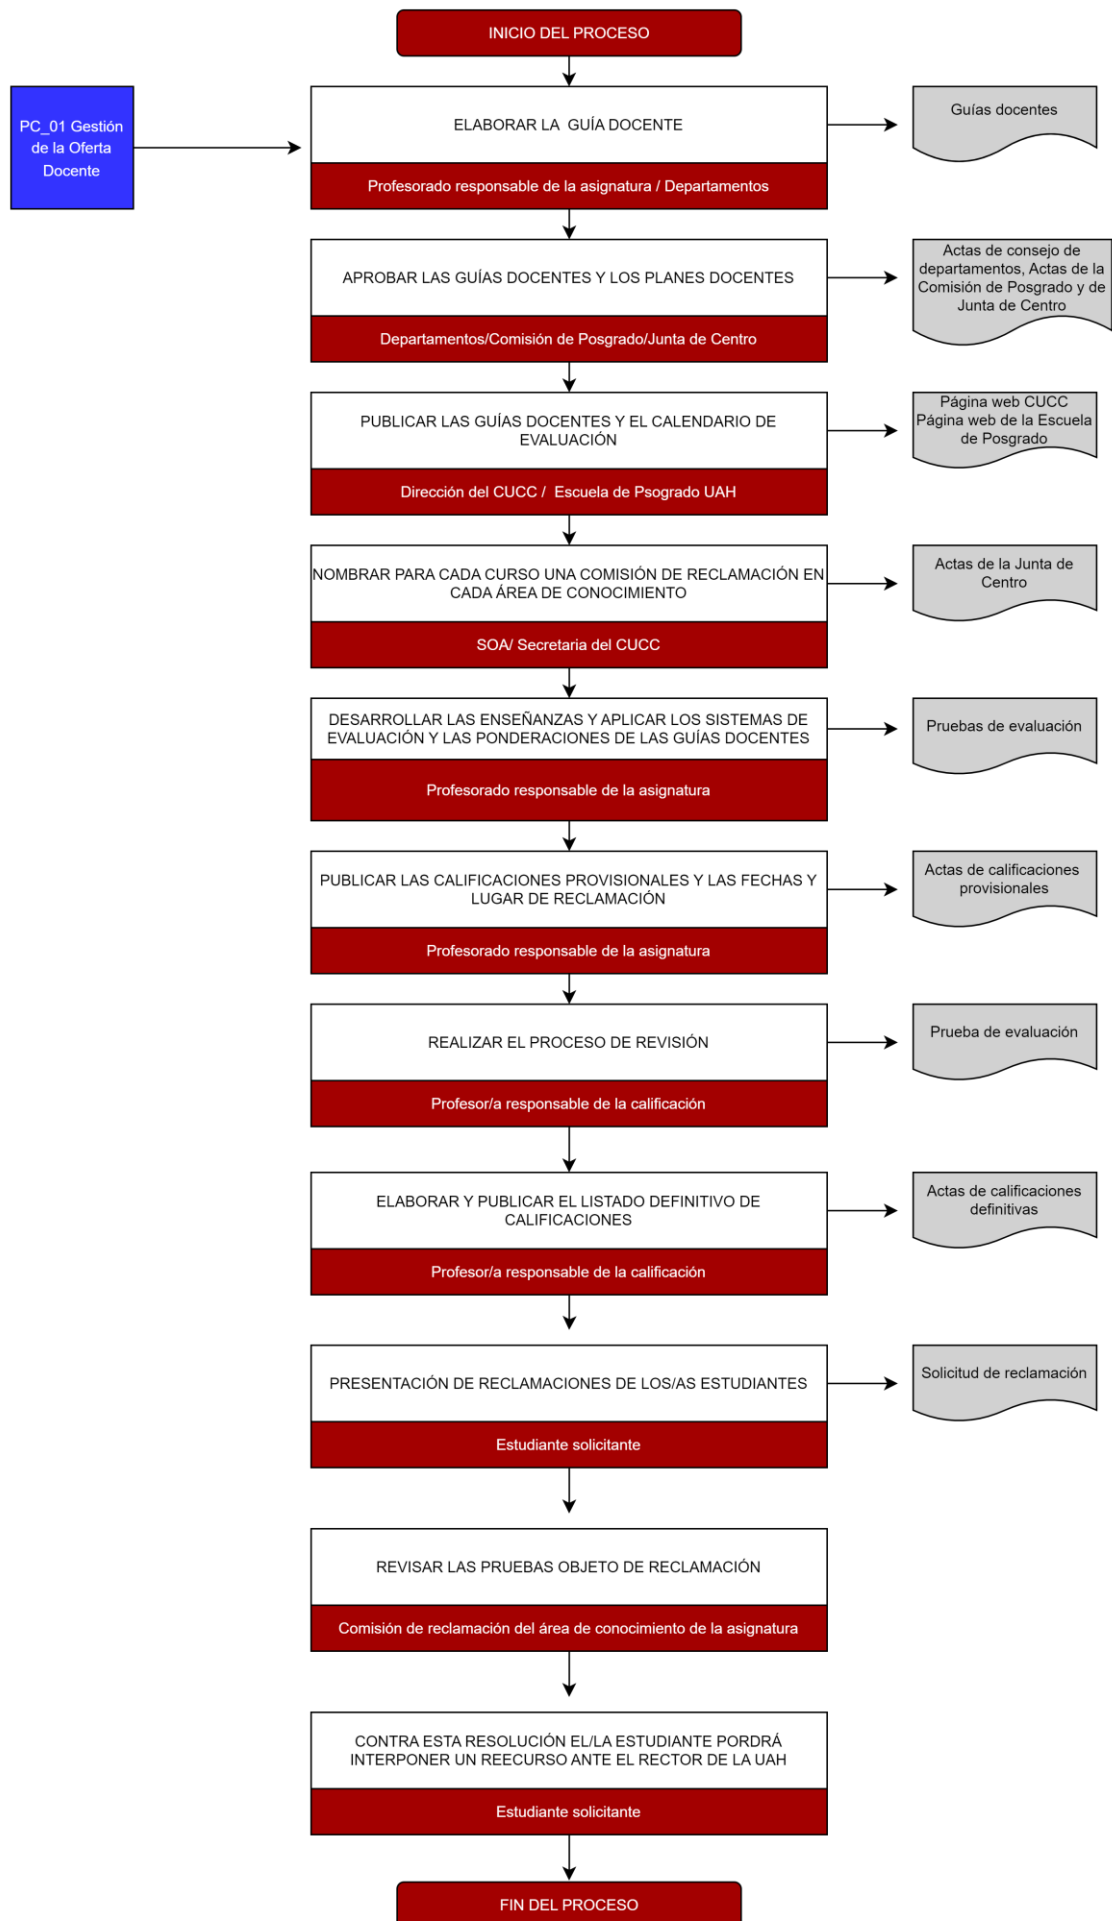 INICIO DEL PROCESO
PC_01 Gestión
de la Oferta
Docente
ELABORAR LA GUÍA DOCENTE
Profesorado responsable de la asignatura / Departamentos
Guías docentes
APROBAR LAS GUÍAS DOCENTES Y LOS PLANES DOCENTES
Departamentos/Comisión de Posgrado/Junta de Centro
Actas de consejo de
departamentos, Actas de la
Comisión de Posgrado y de
Junta de Centro
PUBLICAR LAS GUÍAS DOCENTES Y EL CALENDARIO DE
EVALUACIÓN
Dirección del CUCC / Escuela de Psogrado UAH
Página web CUCC
Página web de la Escuela
de Posgrado
NOMBRAR PARA CADA CURSO UNA COMISIÓN DE RECLAMACIÓN EN
CADA ÁREA DE CONOCIMIENTO
SOA/ Secretaria del CUCC
Actas de la Junta de
Centro
DESARROLLAR LAS ENSEÑANZAS Y APLICAR LOS SISTEMAS DE
EVALUACIÓN Y LAS PONDERACIONES DE LAS GUÍAS DOCENTES
Profesorado responsable de la asignatura
Pruebas de evaluación
PUBLICAR LAS CALIFICACIONES PROVISIONALES Y LAS FECHAS Y
LUGAR DE RECLAMACIÓN
Profesorado responsable de la asignatura
Actas de calificaciones
provisionales
REALIZAR EL PROCESO DE REVISIÓN
Profesor/a responsable de la calificación
Prueba de evaluación
ELABORAR Y PUBLICAR EL LISTADO DEFINITIVO DE
CALIFICACIONES
Profesor/a responsable de la calificación
Actas de calificaciones
definitivas
PRESENTACIÓN DE RECLAMACIONES DE LOS/AS ESTUDIANTES
Estudiante solicitante
Solicitud de reclamación
REVISAR LAS PRUEBAS OBJETO DE RECLAMACIÓN
Comisión de reclamación del área de conocimiento de la asignatura
CONTRA ESTA RESOLUCIÓN EL/LA ESTUDIANTE PORDRÁ
INTERPONER UN REECURSO ANTE EL RECTOR DE LA UAH
Estudiante solicitante
FIN DEL PROCESO